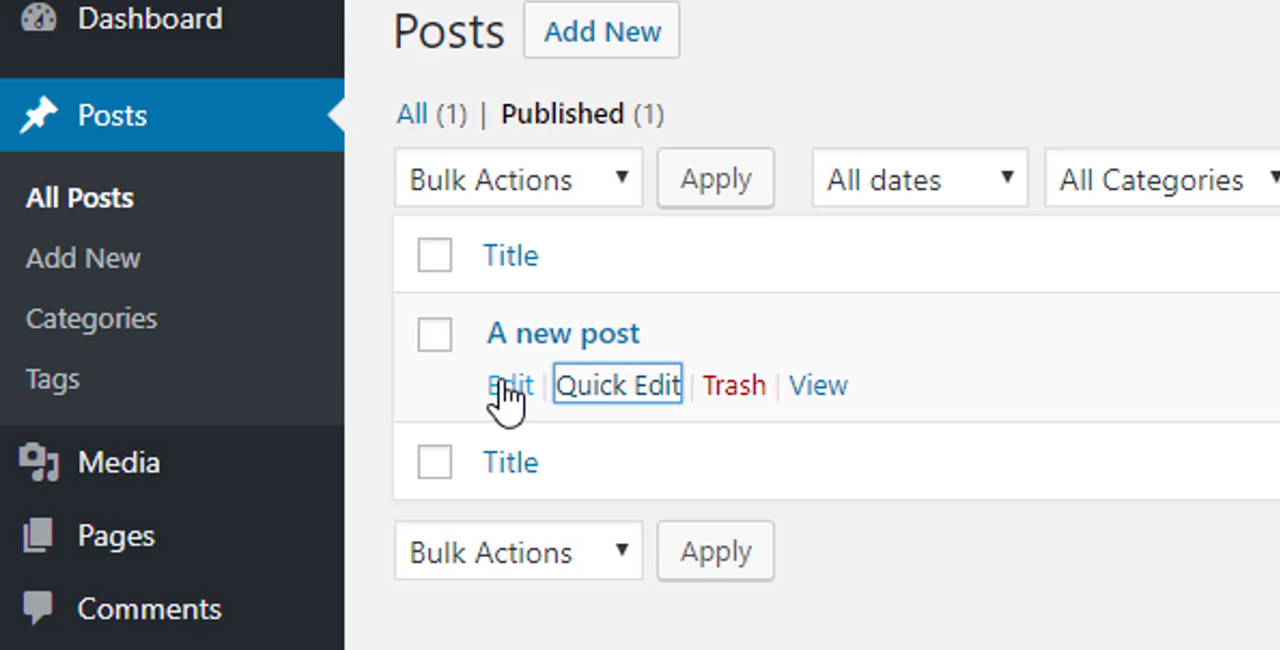 Dashboard
Posts
All Posts
Add New
Categories
Tags
Media
Pages
Comments
Posts Add New
All (1) | Published (1)
Bulk Actions Apply All dates All Categories
Title
A new post
Edit | Quick Edit | Trash | View
Title
Bulk Actions Apply